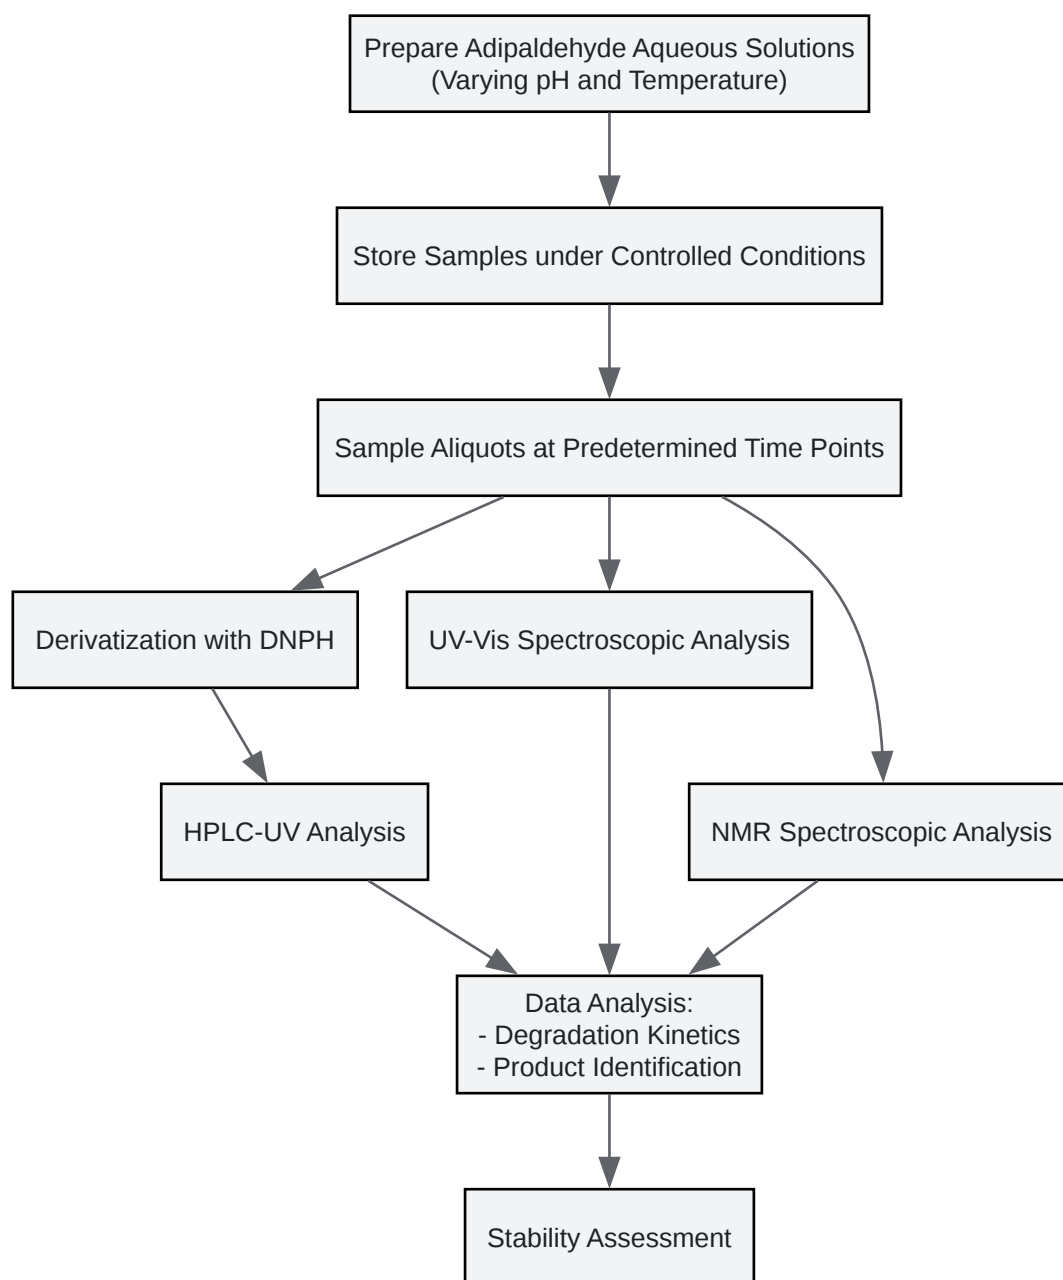 Prepare Adipaldehyde Aqueous Solutions
(Varying pH and Temperature)
Store Samples under Controlled Conditions
Sample Aliquots at Predetermined Time Points
Derivatization with DNPH
UV-Vis Spectroscopic Analysis
HPLC-UV Analysis
NMR Spectroscopic Analysis
Data Analysis:
- Degradation Kinetics
- Product Identification
Stability Assessment